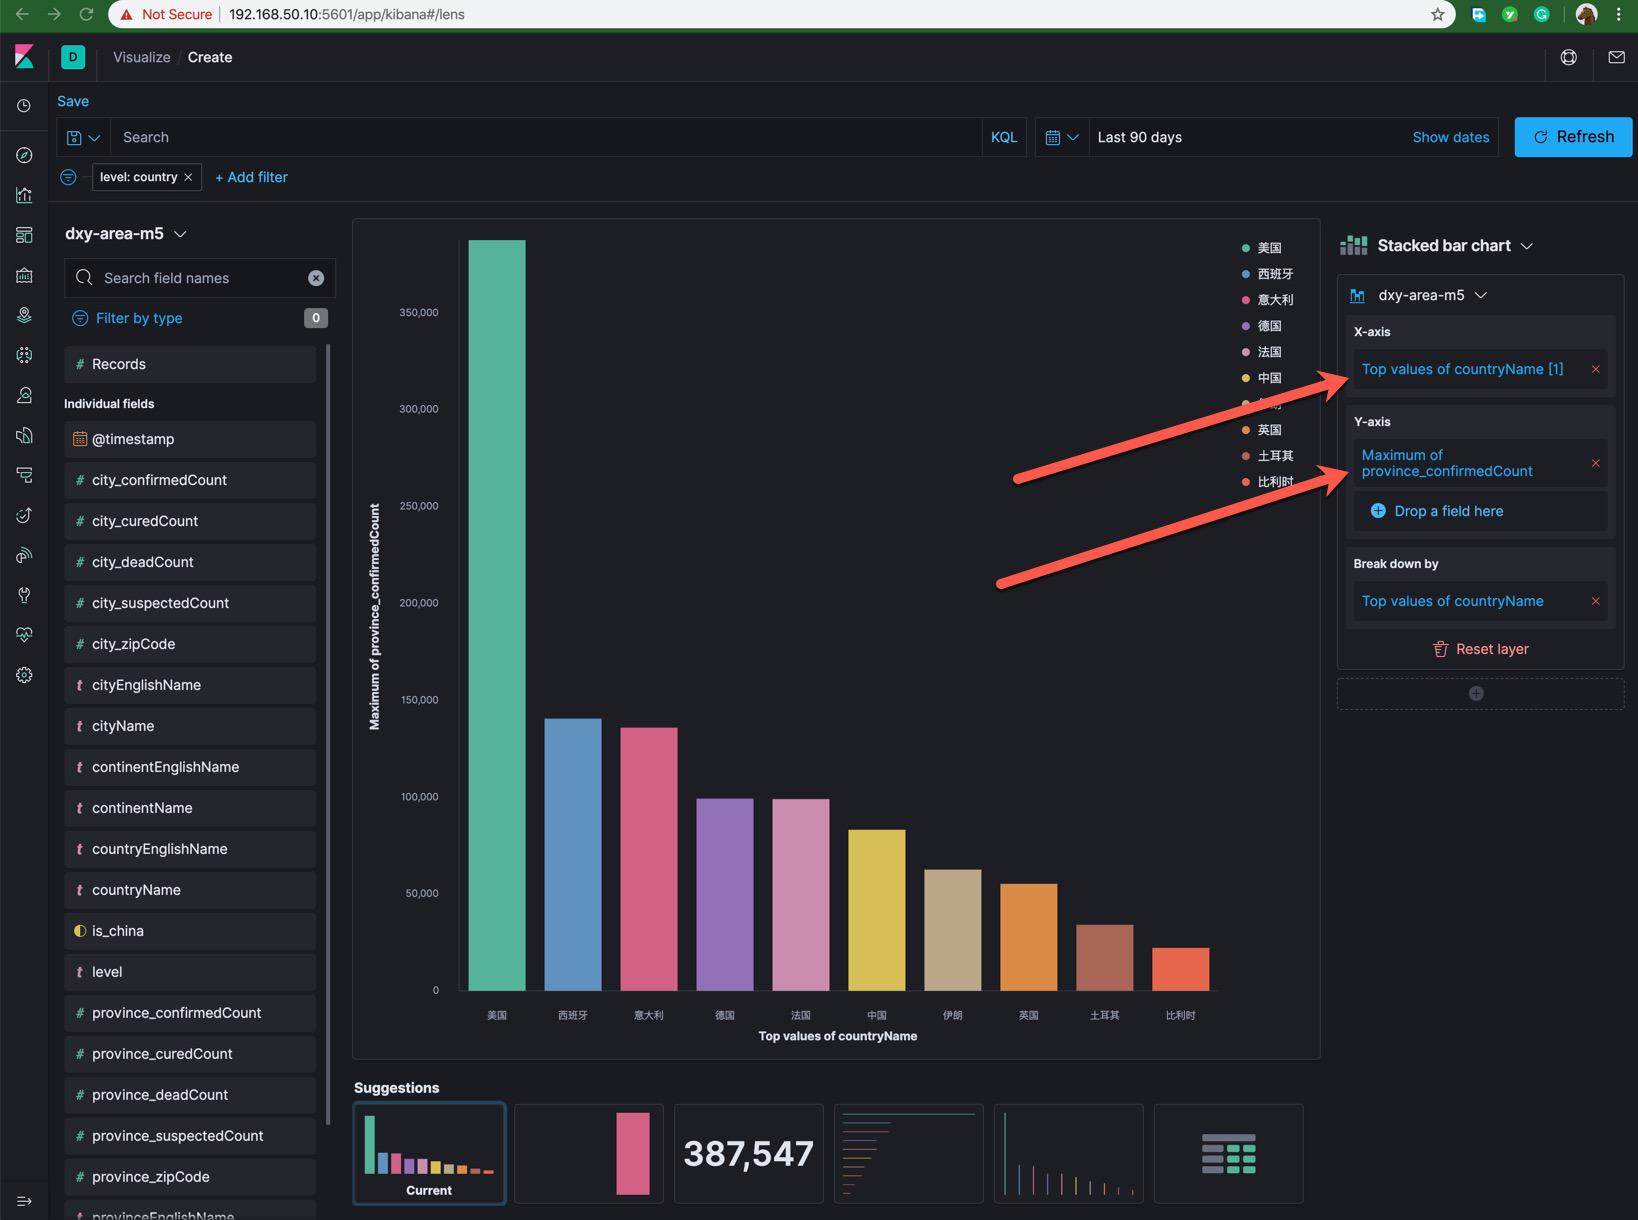 Not Secure 192.168.50.10:5601/app/kibana#/lens
D Visualize / Create
Save
Search KQL Last 90 days Show dates Refresh
level: country × + Add filter
dxy-area-m5
Search field names
Filter by type 0
# Records
Individual fields
@timestamp
# city_confirmedCount
# city_curedCount
# city_deadCount
# city_suspectedCount
# city_zipCode
t cityEnglishName
t cityName
t continentEnglishName
t continentName
t countryEnglishName
t countryName
is_china
t level
# province_confirmedCount
# province_curedCount
# province_deadCount
# province_suspectedCount
# province_zipCode
t provinceEnglishName
Maximum of province_confirmedCount
350,000
300,000
250,000
200,000
150,000
100,000
50,000
0
美国 西班牙 意大利 德国 法国 中国 伊朗 英国 土耳其 比利时
Top values of countryName
美国
西班牙
意大利
德国
法国
中国
英国
土耳其
比利时
Suggestions
Current
387,547
Stacked bar chart
dxy-area-m5
X-axis
Top values of countryName [1] ×
Y-axis
Maximum of
province_confirmedCount ×
Drop a field here
Break down by
Top values of countryName ×
Reset layer